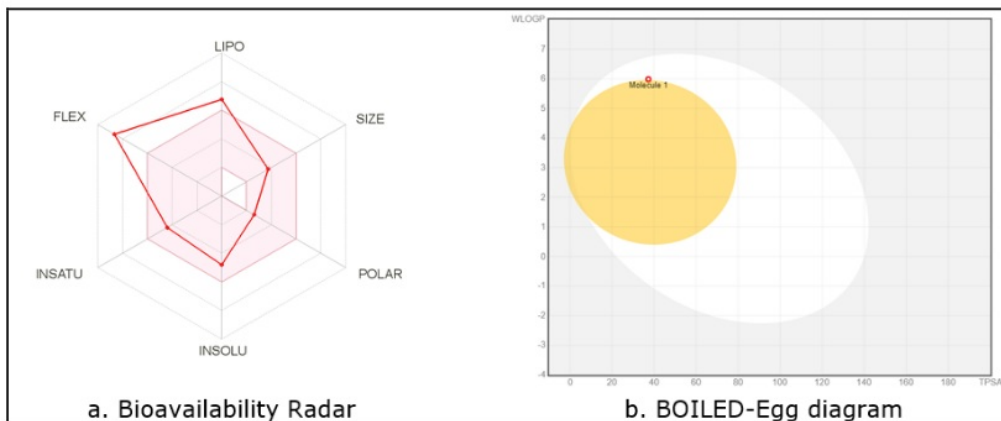 LIPO
FLEX
SIZE
INSATU
POLAR
INSOLU
a. Bioavailability Radar
WLOGP
7
6
Molecule 1
5
4
3
2
1
0
-1
-2
-3
-4
0 20 40 60 80 100 120 140 160 180 TPSA
b. BOILED-Egg diagram